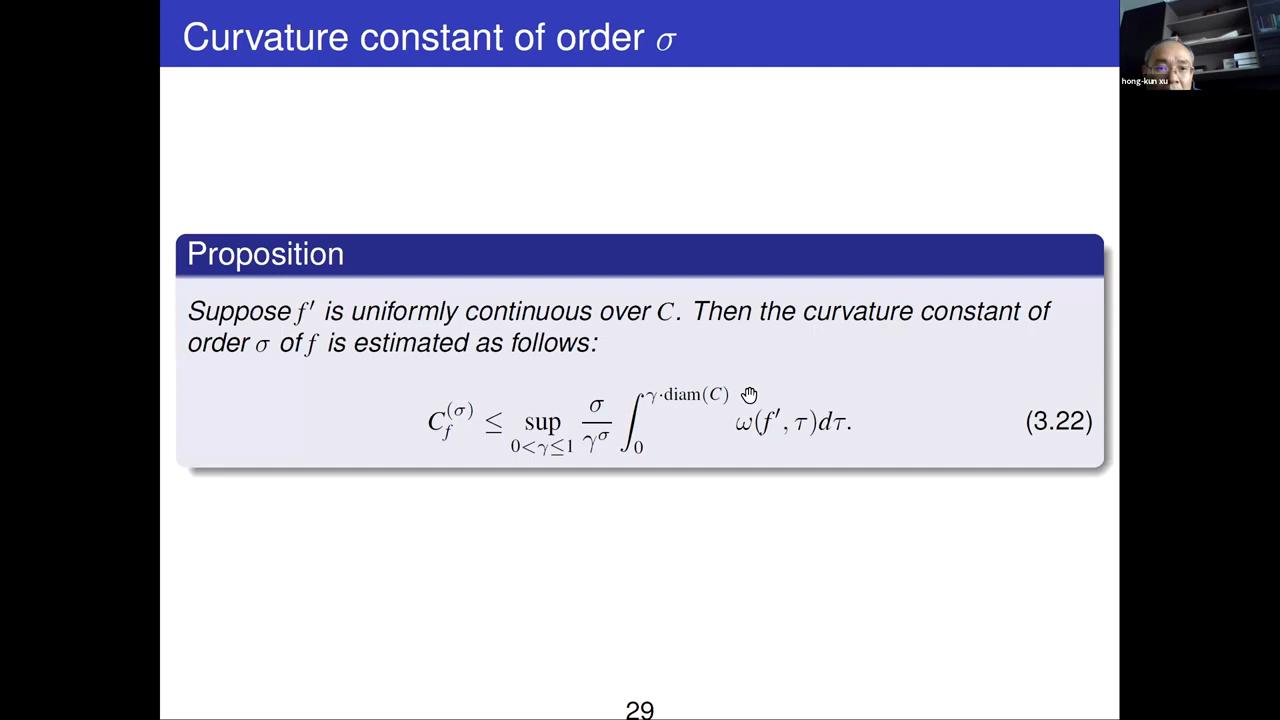 Curvature constant of order σ
hong-kun xu
Proposition
Suppose f′ is uniformly continuous over C. Then the curvature constant of
order σ of f is estimated as follows:
C_f^{(σ)} ≤ sup_{0<γ≤1} σ/γ^σ ∫_0^{γ·diam(C)} ω(f′, τ)dτ. (3.22)
29